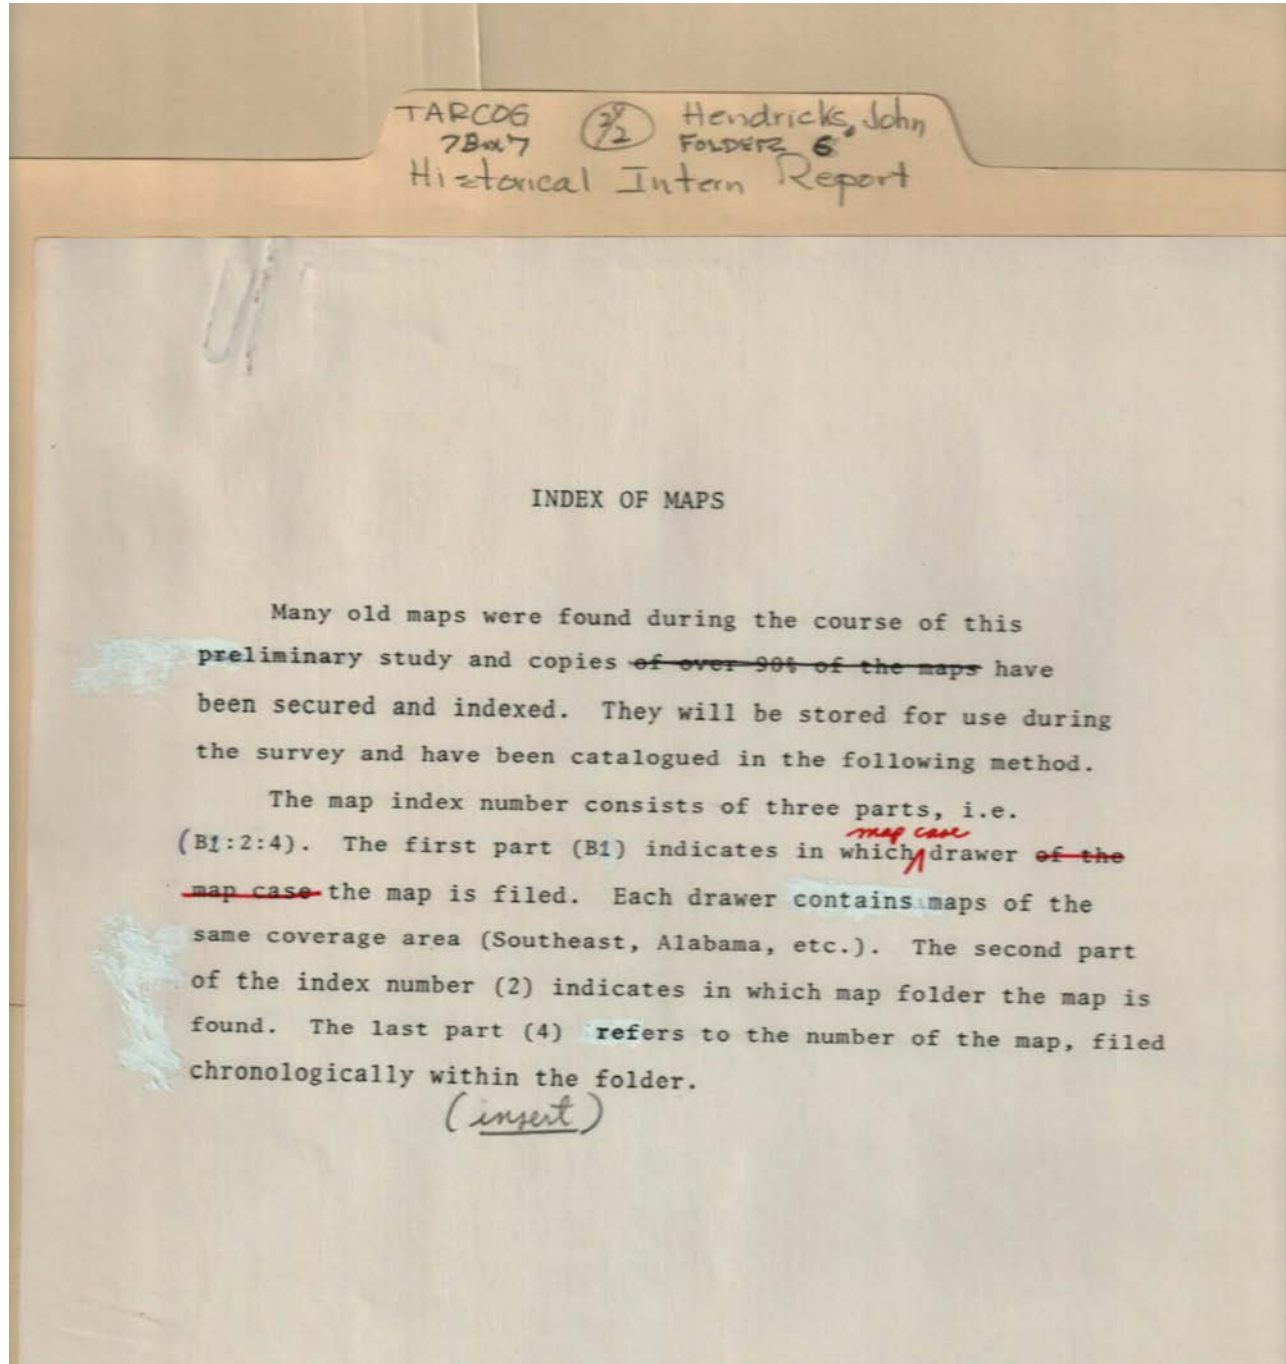 TARCOG Hendricks, John
7Box7 FOLDER 6
Historical Intern Report
INDEX OF MAPS
Many old maps were found during the course of this
preliminary study and copies of over 90% of the maps have
been secured and indexed. They will be stored for use during
the survey and have been catalogued in the following method.
The map index number consists of three parts, i.e.
map case
(B1:2:4). The first part (B1) indicates in which drawer of the
map case the map is filed. Each drawer contains maps of the
same coverage area (Southeast, Alabama, etc.). The second part
of the index number (2) indicates in which map folder the map is
found. The last part (4) refers to the number of the map, filed
chronologically within the folder.
(insert)